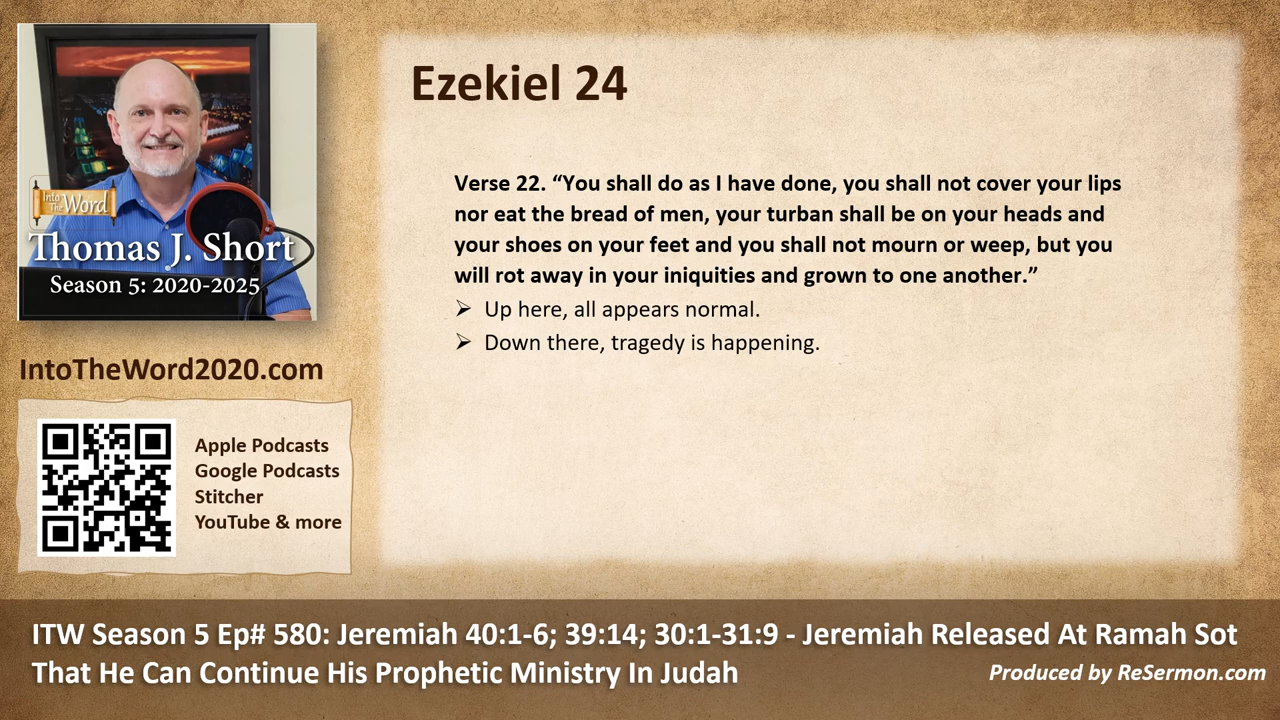 Into
The Word
Thomas J. Short
Season 5: 2020-2025
IntoTheWord2020.com
Apple Podcasts
Google Podcasts
Stitcher
YouTube & more
Ezekiel 24
Verse 22. “You shall do as I have done, you shall not cover your lips
nor eat the bread of men, your turban shall be on your heads and
your shoes on your feet and you shall not mourn or weep, but you
will rot away in your iniquities and grown to one another.”
➢ Up here, all appears normal.
➢ Down there, tragedy is happening.
ITW Season 5 Ep# 580: Jeremiah 40:1-6; 39:14; 30:1-31:9 - Jeremiah Released At Ramah Sot
That He Can Continue His Prophetic Ministry In Judah
Produced by ReSermon.com